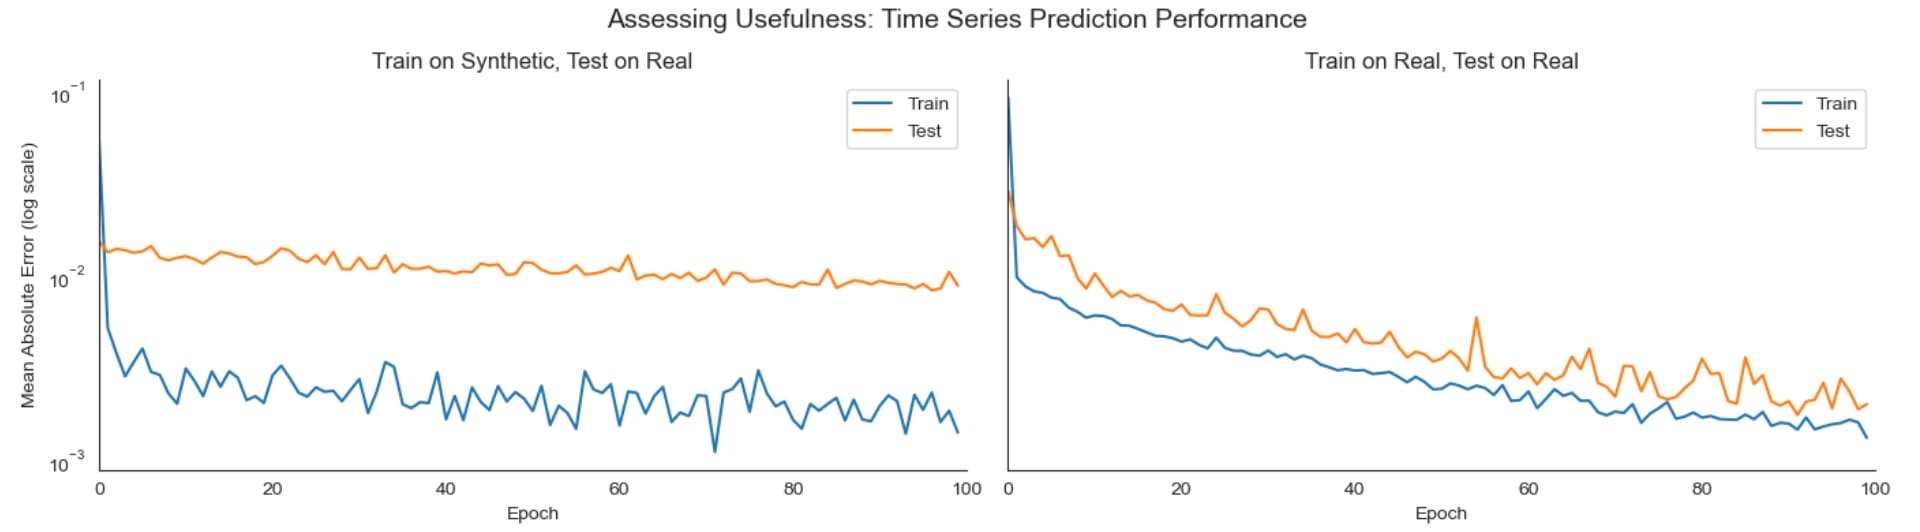 Assessing Usefulness: Time Series Prediction Performance
Train on Synthetic, Test on Real
Mean Absolute Error (log scale)
10⁻¹
10⁻²
10⁻³
Train
Test
0 20 40 60 80 100
Epoch
Train on Real, Test on Real
Train
Test
0 20 40 60 80 100
Epoch